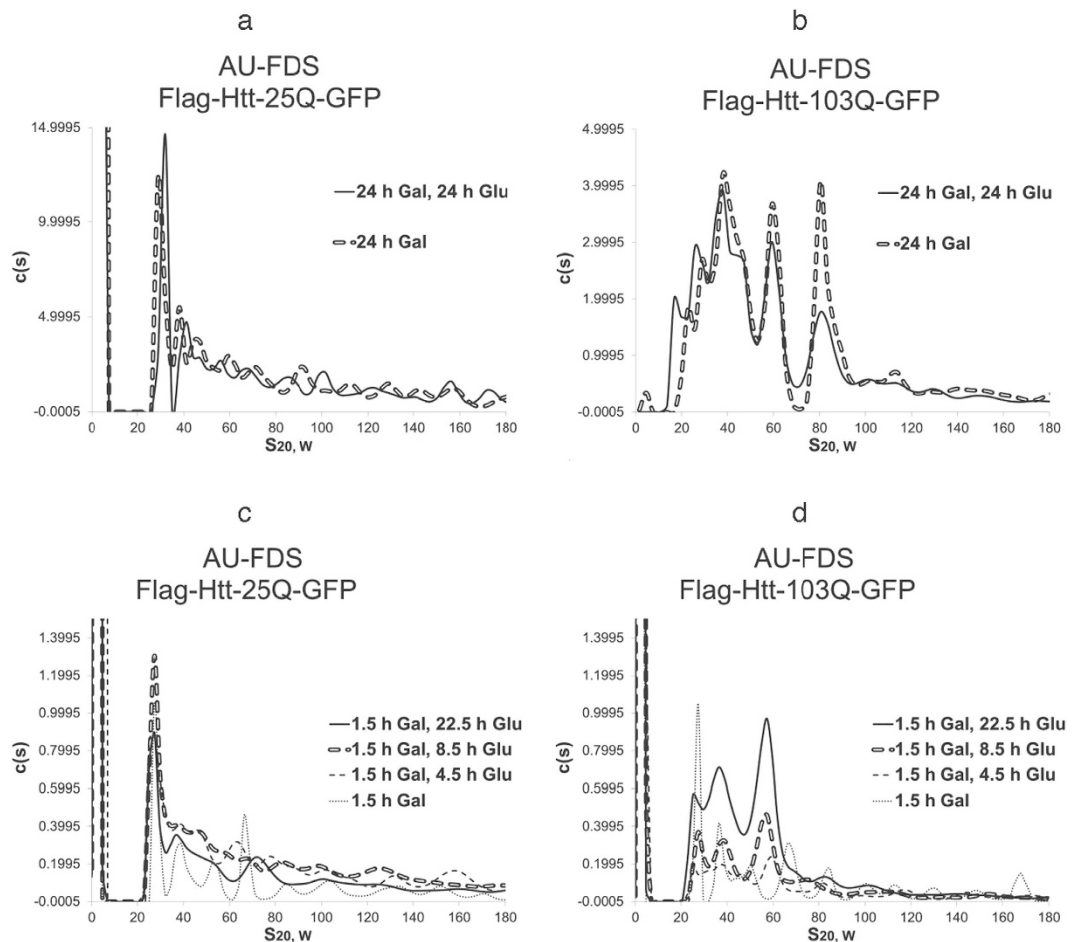 a
AU-FDS
Flag-Htt-25Q-GFP
14.9995
9.9995
4.9995
-0.0005
c(s)
24 h Gal, 24 h Glu
24 h Gal
0 20 40 60 80 100 120 140 160 180
S20, W
b
AU-FDS
Flag-Htt-103Q-GFP
4.9995
3.9995
2.9995
1.9995
0.9995
-0.0005
c(s)
24 h Gal, 24 h Glu
24 h Gal
0 20 40 60 80 100 120 140 160 180
S20, W
c
AU-FDS
Flag-Htt-25Q-GFP
1.3995
1.1995
0.9995
0.7995
0.5995
0.3995
0.1995
-0.0005
c(s)
1.5 h Gal, 22.5 h Glu
1.5 h Gal, 8.5 h Glu
1.5 h Gal, 4.5 h Glu
1.5 h Gal
0 20 40 60 80 100 120 140 160 180
S20, W
d
AU-FDS
Flag-Htt-103Q-GFP
1.3995
1.1995
0.9995
0.7995
0.5995
0.3995
0.1995
-0.0005
c(s)
1.5 h Gal, 22.5 h Glu
1.5 h Gal, 8.5 h Glu
1.5 h Gal, 4.5 h Glu
1.5 h Gal
0 20 40 60 80 100 120 140 160 180
S20, W